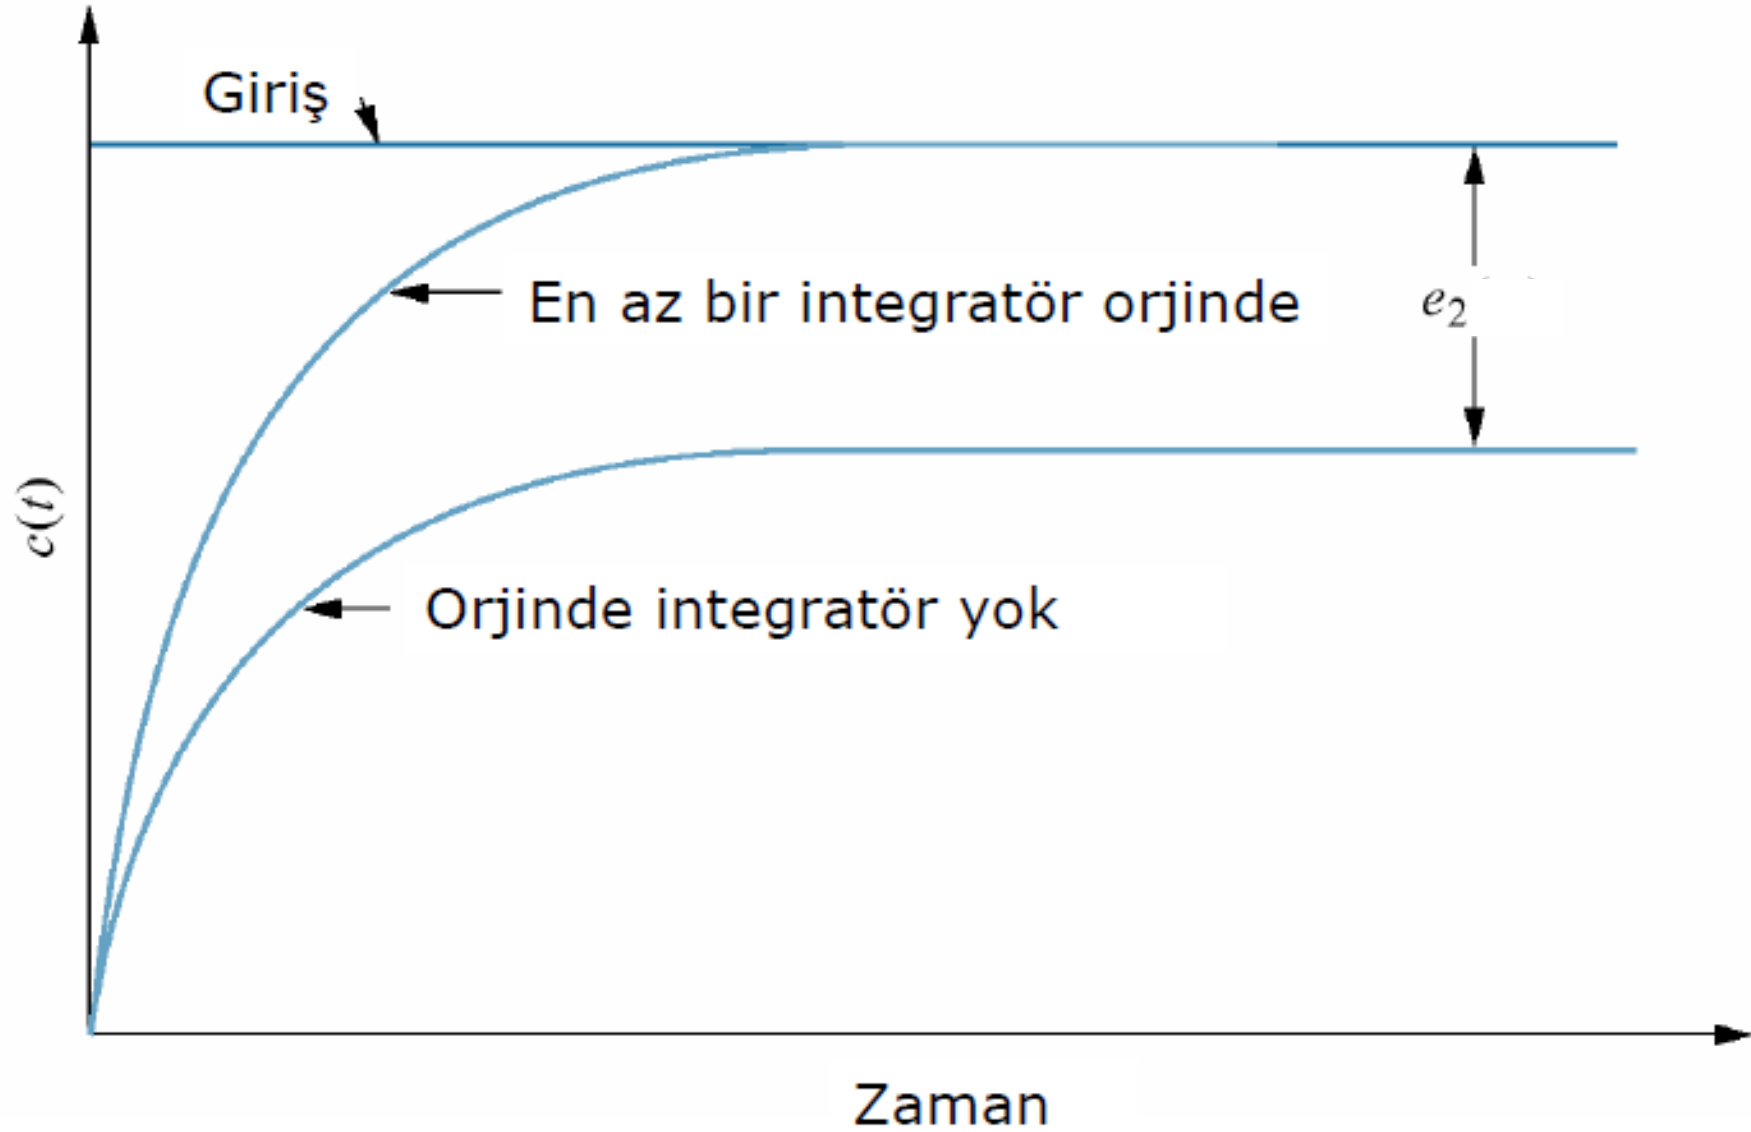 Giriş
En az bir integratör orjinde
e2
c(t)
Orjinde integratör yok
Zaman